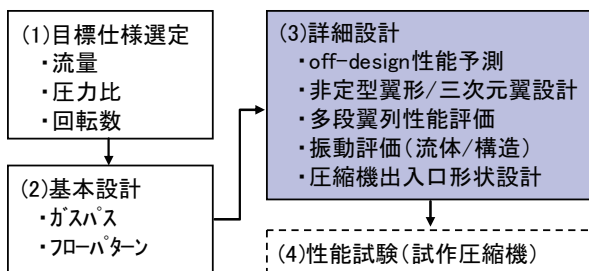 (1)目標仕様選定
・流量
・圧力比
・回転数
(2)基本設計
・ガスパス
・フローパターン
(3)詳細設計
・off-design性能予測
・非定型翼形/三次元翼設計
・多段翼列性能評価
・振動評価(流体/構造)
・圧縮機出入口形状設計
(4)性能試験(試作圧縮機)